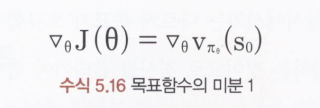 ▽θJ(θ) = ▽θvπθ(s₀)
수식 5.16 목표함수의 미분 1